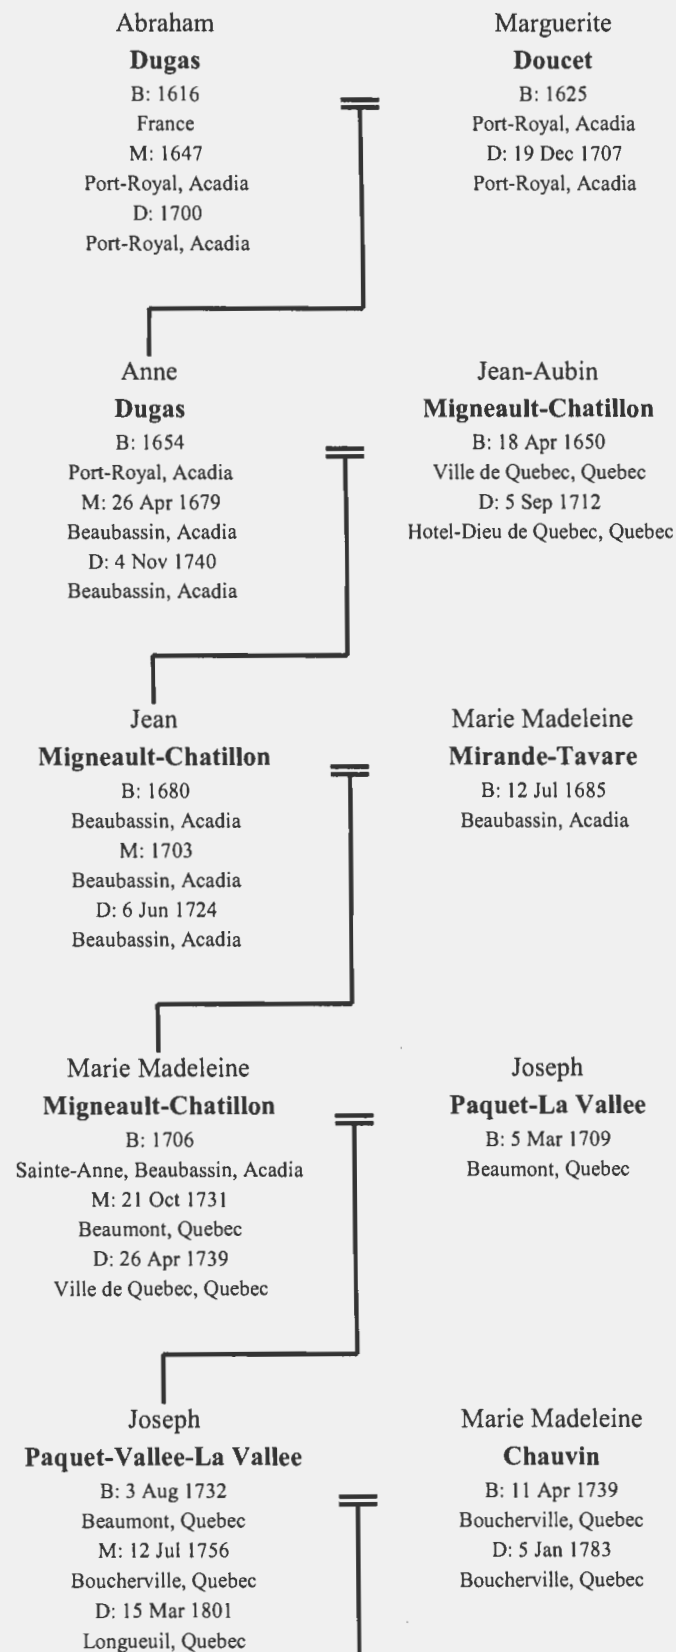 Abraham
Dugas
B: 1616
France
M: 1647
Port-Royal, Acadia
D: 1700
Port-Royal, Acadia
Marguerite
Doucet
B: 1625
Port-Royal, Acadia
D: 19 Dec 1707
Port-Royal, Acadia
Anne
Dugas
B: 1654
Port-Royal, Acadia
M: 26 Apr 1679
Beaubassin, Acadia
D: 4 Nov 1740
Beaubassin, Acadia
Jean-Aubin
Migneault-Chatillon
B: 18 Apr 1650
Ville de Quebec, Quebec
D: 5 Sep 1712
Hotel-Dieu de Quebec, Quebec
Jean
Migneault-Chatillon
B: 1680
Beaubassin, Acadia
M: 1703
Beaubassin, Acadia
D: 6 Jun 1724
Beaubassin, Acadia
Marie Madeleine
Mirande-Tavare
B: 12 Jul 1685
Beaubassin, Acadia
Marie Madeleine
Migneault-Chatillon
B: 1706
Sainte-Anne, Beaubassin, Acadia
M: 21 Oct 1731
Beaumont, Quebec
D: 26 Apr 1739
Ville de Quebec, Quebec
Joseph
Paquet-La Vallee
B: 5 Mar 1709
Beaumont, Quebec
Joseph
Paquet-Vallee-La Vallee
B: 3 Aug 1732
Beaumont, Quebec
M: 12 Jul 1756
Boucherville, Quebec
D: 15 Mar 1801
Longueuil, Quebec
Marie Madeleine
Chauvin
B: 11 Apr 1739
Boucherville, Quebec
D: 5 Jan 1783
Boucherville, Quebec